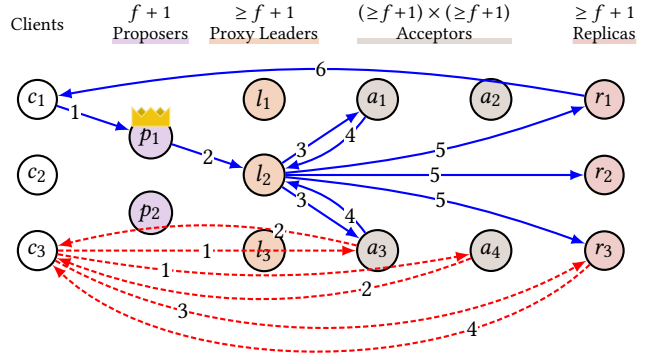 Clients
f + 1
Proposers
≥ f + 1
Proxy Leaders
(≥f+1) × (≥f+1)
Acceptors
≥ f + 1
Replicas
6
c₁
l₁
a₁
a₂
r₁
1
p₁
3
4
2
5
c₂
l₂
5
r₂
3
5
p₂
4
2
c₃
1
l₃
a₃
a₄
r₃
1
2
3
4